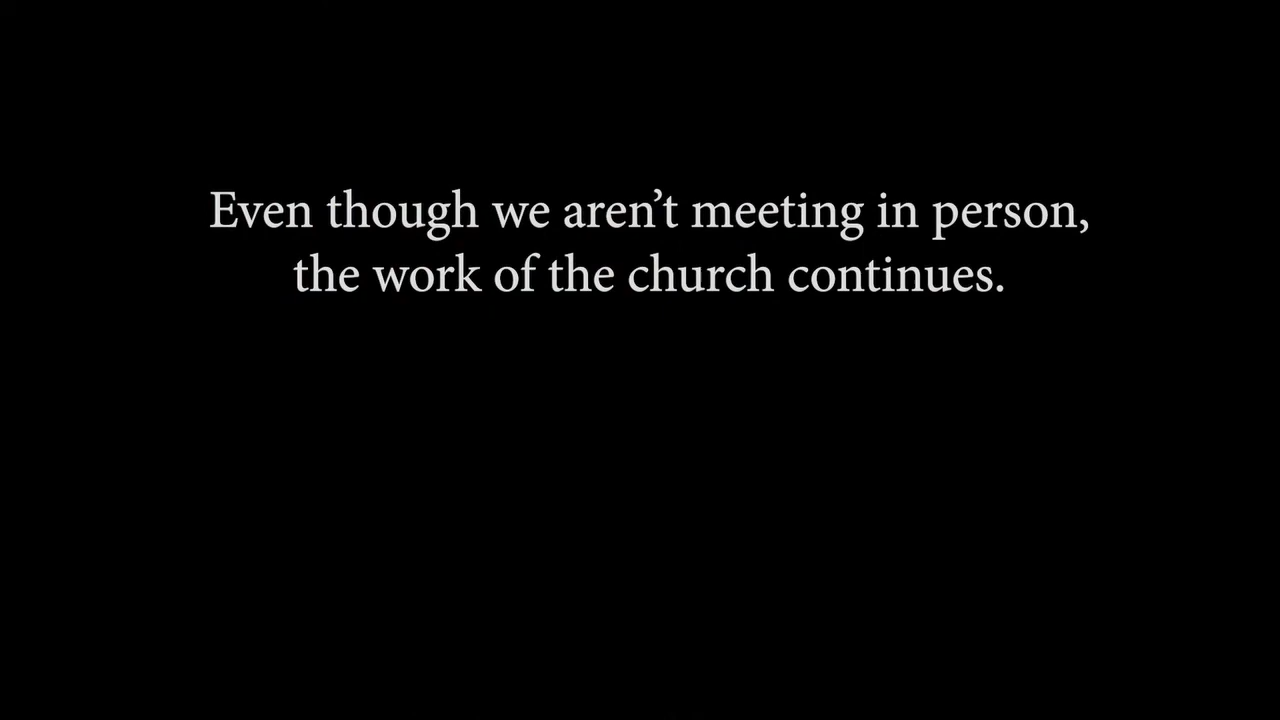 Even though we aren’t meeting in person,
the work of the church continues.